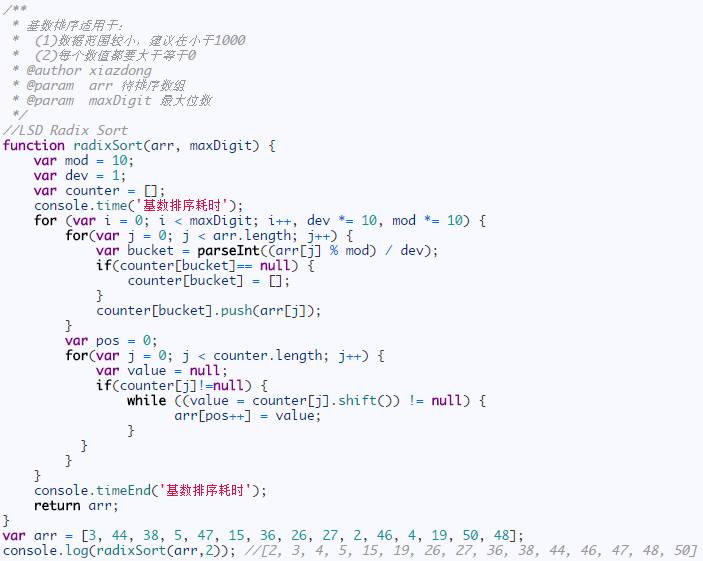 /**
 * 基数排序适用于：
 *  (1)数据范围较小，建议在小于1000
 *  (2)每个数值都要大于等于0
 * @author xiazdong
 * @param  arr 待排序数组
 * @param  maxDigit 最大位数
 */
//LSD Radix Sort
function radixSort(arr, maxDigit) {
    var mod = 10;
    var dev = 1;
    var counter = [];
    console.time('基数排序耗时');
    for (var i = 0; i < maxDigit; i++, dev *= 10, mod *= 10) {
        for(var j = 0; j < arr.length; j++) {
            var bucket = parseInt((arr[j] % mod) / dev);
            if(counter[bucket]== null) {
                counter[bucket] = [];
            }
            counter[bucket].push(arr[j]);
        }
        var pos = 0;
        for(var j = 0; j < counter.length; j++) {
            var value = null;
            if(counter[j]!=null) {
                while ((value = counter[j].shift()) != null) {
                      arr[pos++] = value;
                }
          }
        }
    }
    console.timeEnd('基数排序耗时');
    return arr;
}
var arr = [3, 44, 38, 5, 47, 15, 36, 26, 27, 2, 46, 4, 19, 50, 48];
console.log(radixSort(arr,2)); //[2, 3, 4, 5, 15, 19, 26, 27, 36, 38, 44, 46, 47, 48, 50]